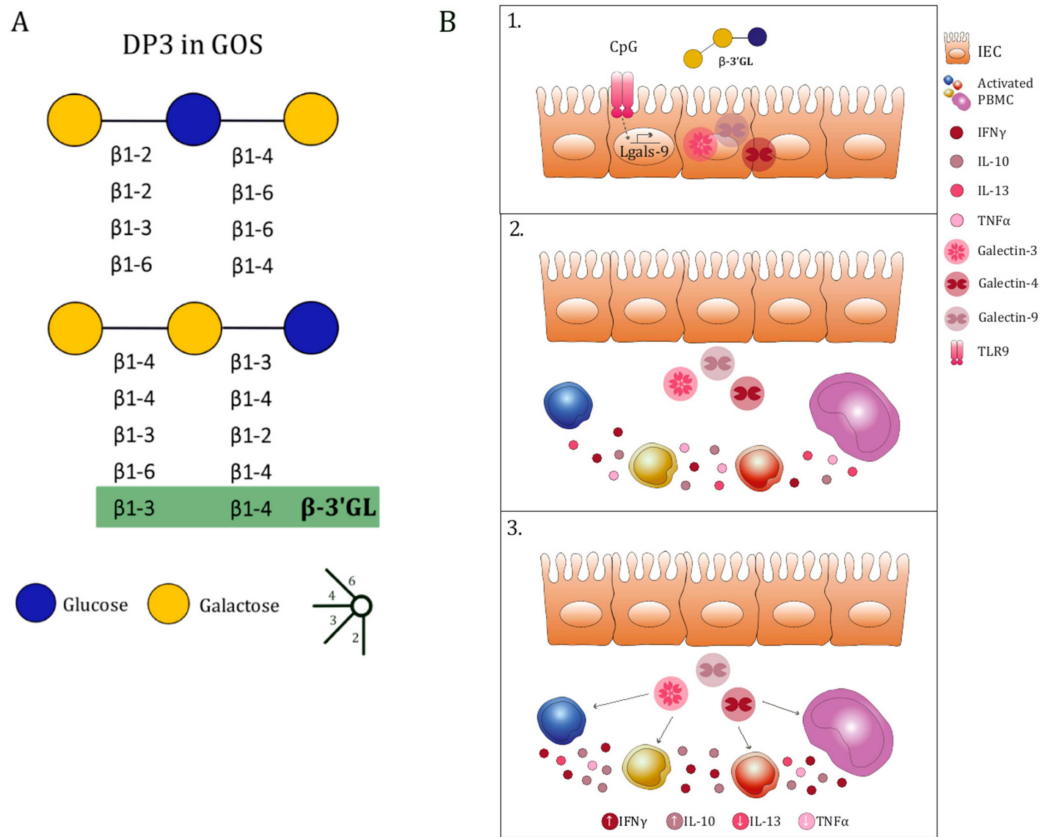 A
DP3 in GOS
β1-2 β1-4
β1-2 β1-6
β1-3 β1-6
β1-6 β1-4
β1-4 β1-3
β1-4 β1-4
β1-3 β1-2
β1-6 β1-4
β1-3 β1-4 β-3'GL
Glucose Galactose
6
4
3
2
B
1.
CpG
β-3'GL
Lgals-9
2.
3.
↑ IFNγ ↑ IL-10 ↓ IL-13 ↓ TNFα
IEC
Activated
PBMC
IFNγ
IL-10
IL-13
TNFα
Galectin-3
Galectin-4
Galectin-9
TLR9